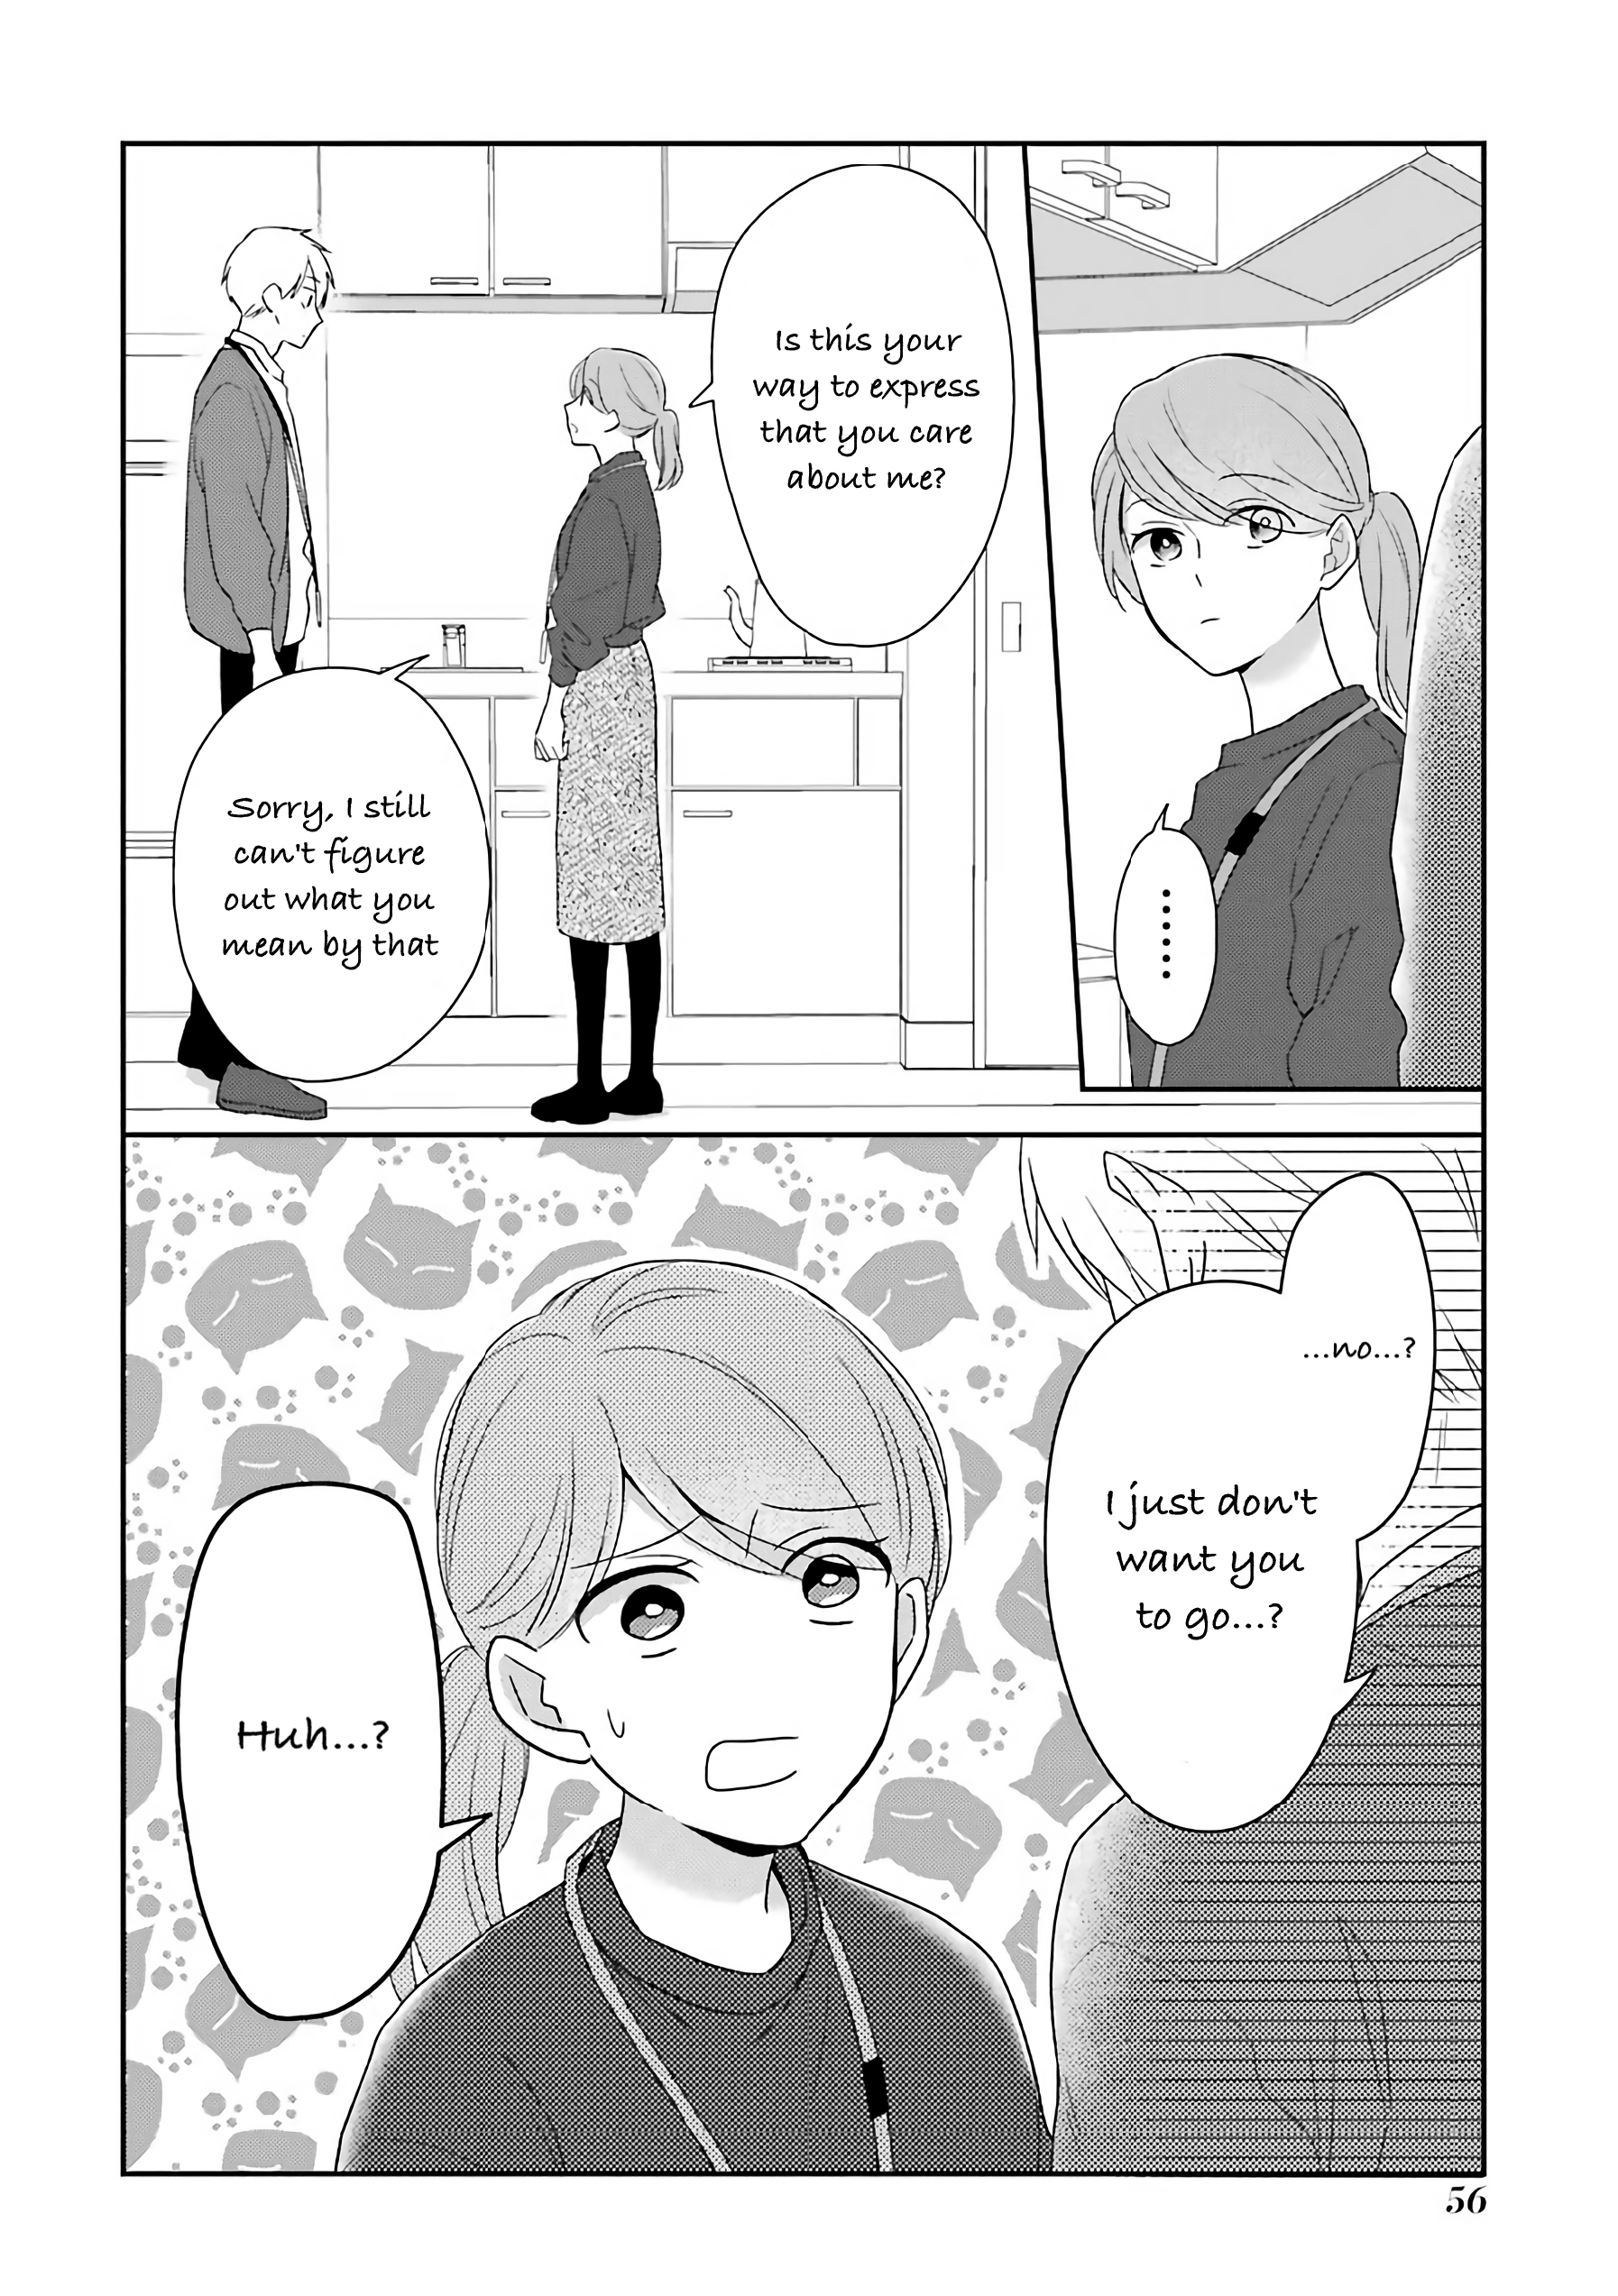 ......
Is this your
way to express
that you care
about me?
Sorry, I still
can't figure
out what you
mean by that
...no...?
I just don't
want you
to go...?
Huh...?
56